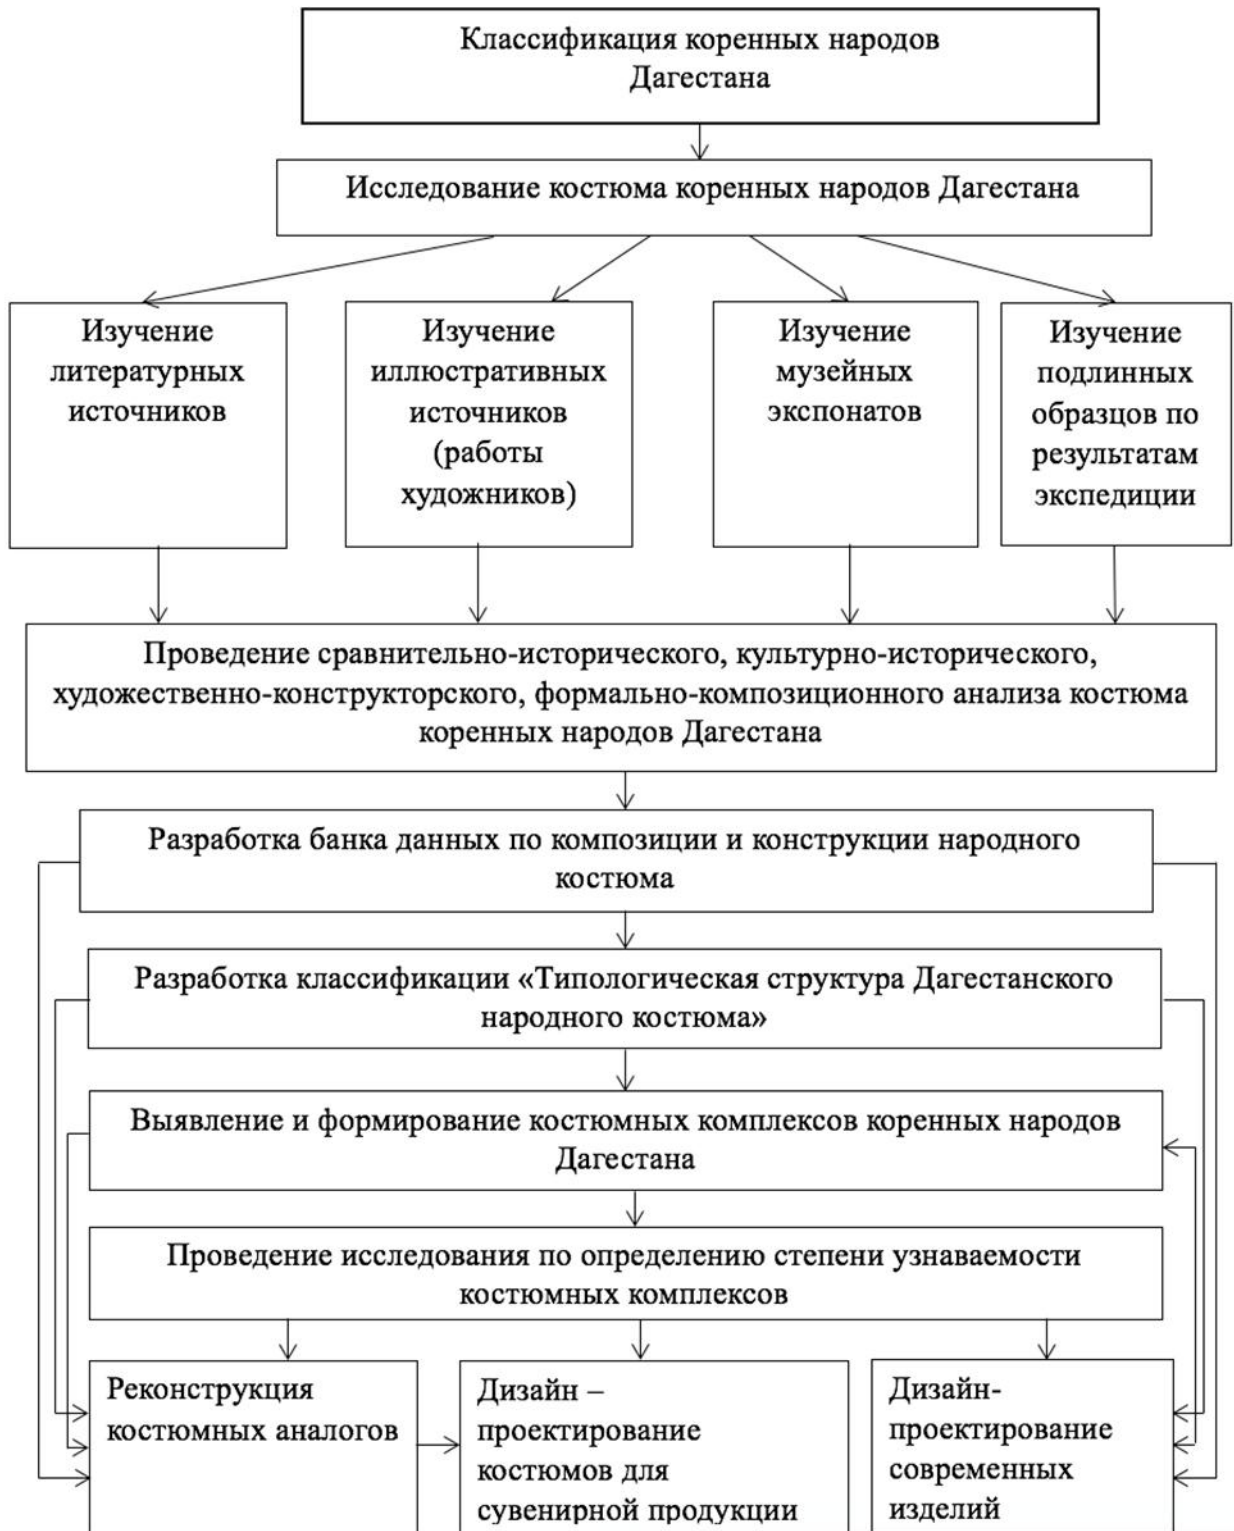 Классификация коренных народов
Дагестана
Исследование костюма коренных народов Дагестана
Изучение
литературных
источников
Изучение
иллюстративных
источников
(работы
художников)
Изучение
музейных
экспонатов
Изучение
подлинных
образцов по
результатам
экспедиции
Проведение сравнительно-исторического, культурно-исторического,
художественно-конструкторского, формально-композиционного анализа костюма
коренных народов Дагестана
Разработка банка данных по композиции и конструкции народного
костюма
Разработка классификации «Типологическая структура Дагестанского
народного костюма»
Выявление и формирование костюмных комплексов коренных народов
Дагестана
Проведение исследования по определению степени узнаваемости
костюмных комплексов
Реконструкция
костюмных аналогов
Дизайн –
проектирование
костюмов для
сувенирной продукции
Дизайн-
проектирование
современных
изделий